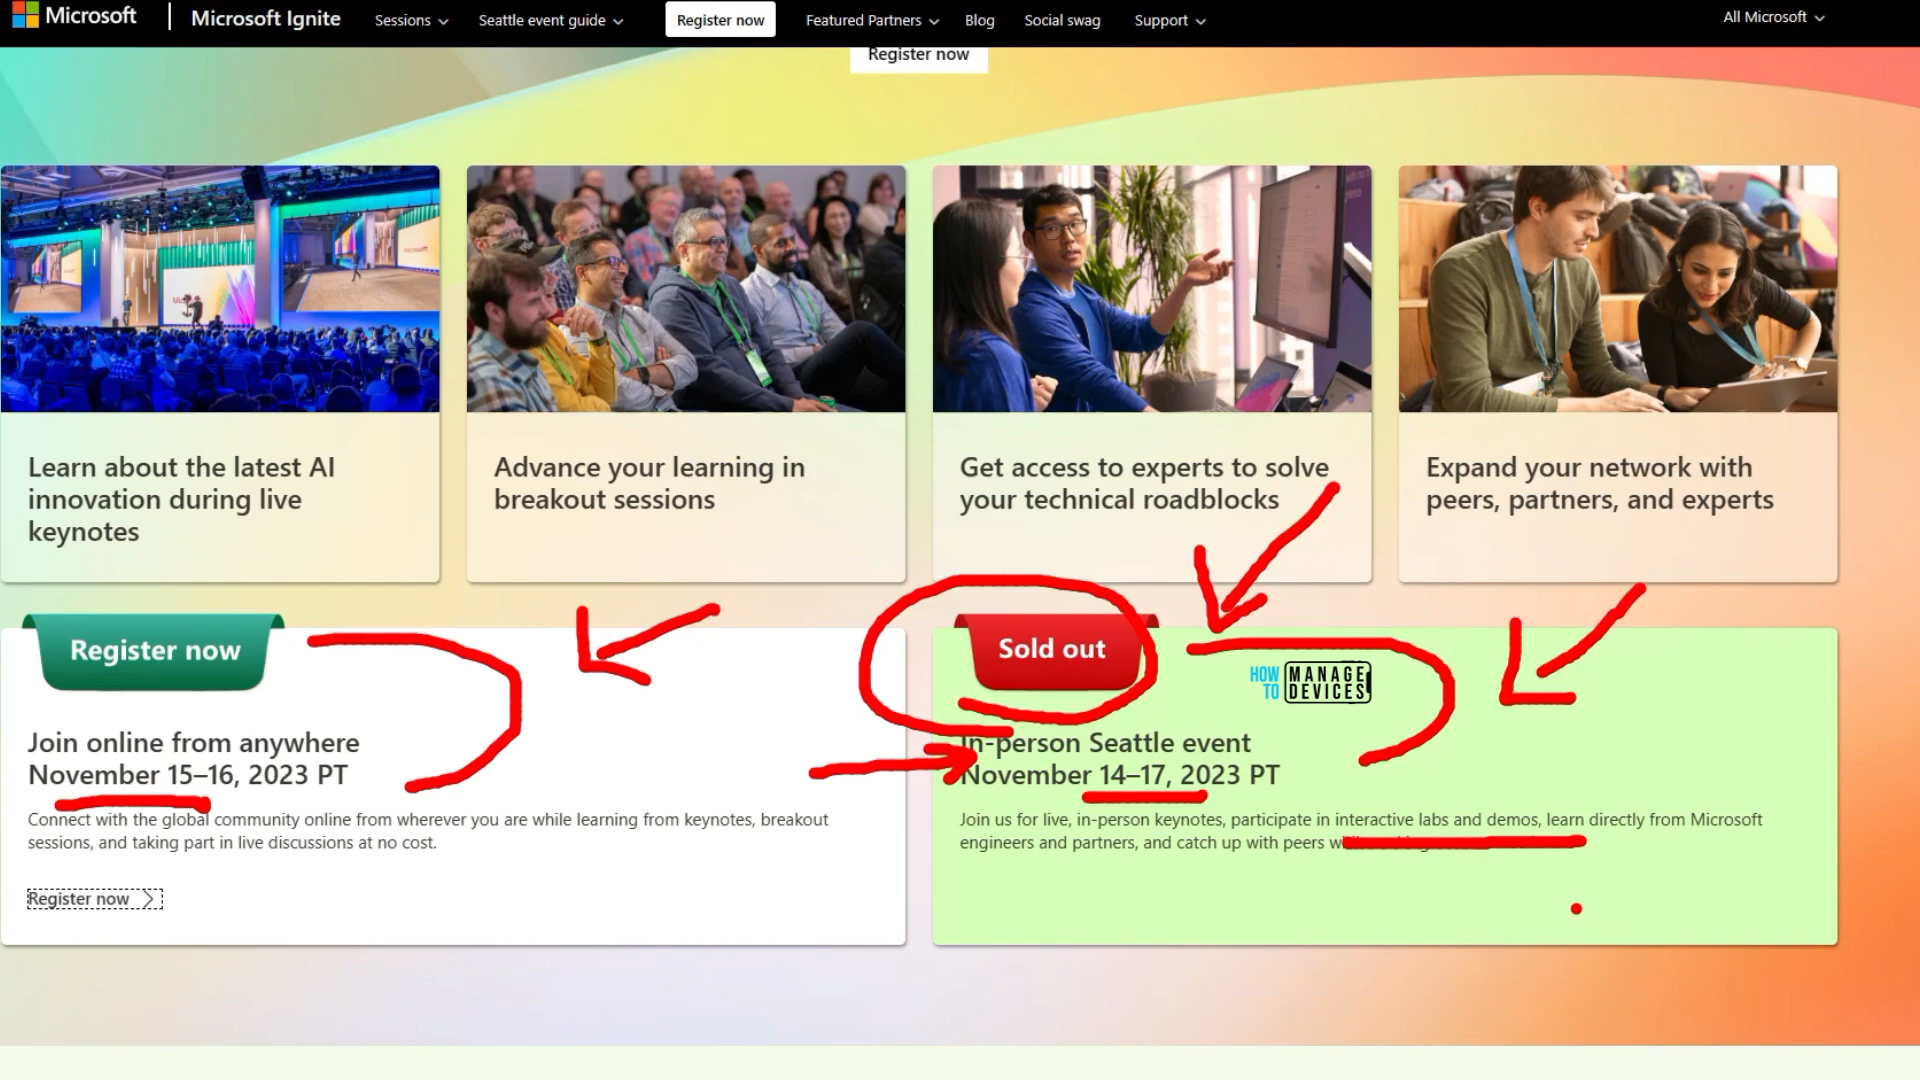 Microsoft
Microsoft Ignite
Sessions
Seattle event guide
Register now
Featured Partners
Blog
Social swag
Support
All Microsoft
Register now
Learn about the latest AI
innovation during live
keynotes
Advance your learning in
breakout sessions
Get access to experts to solve
your technical roadblocks
Expand your network with
peers, partners, and experts
Register now
Join online from anywhere
November 15–16, 2023 PT
Connect with the global community online from wherever you are while learning from keynotes, breakout
sessions, and taking part in live discussions at no cost.
Register now
Sold out
HOW
TO
MANAGE
DEVICES
In-person Seattle event
November 14–17, 2023 PT
Join us for live, in-person keynotes, participate in interactive labs and demos, learn directly from Microsoft
engineers and partners, and catch up with peers